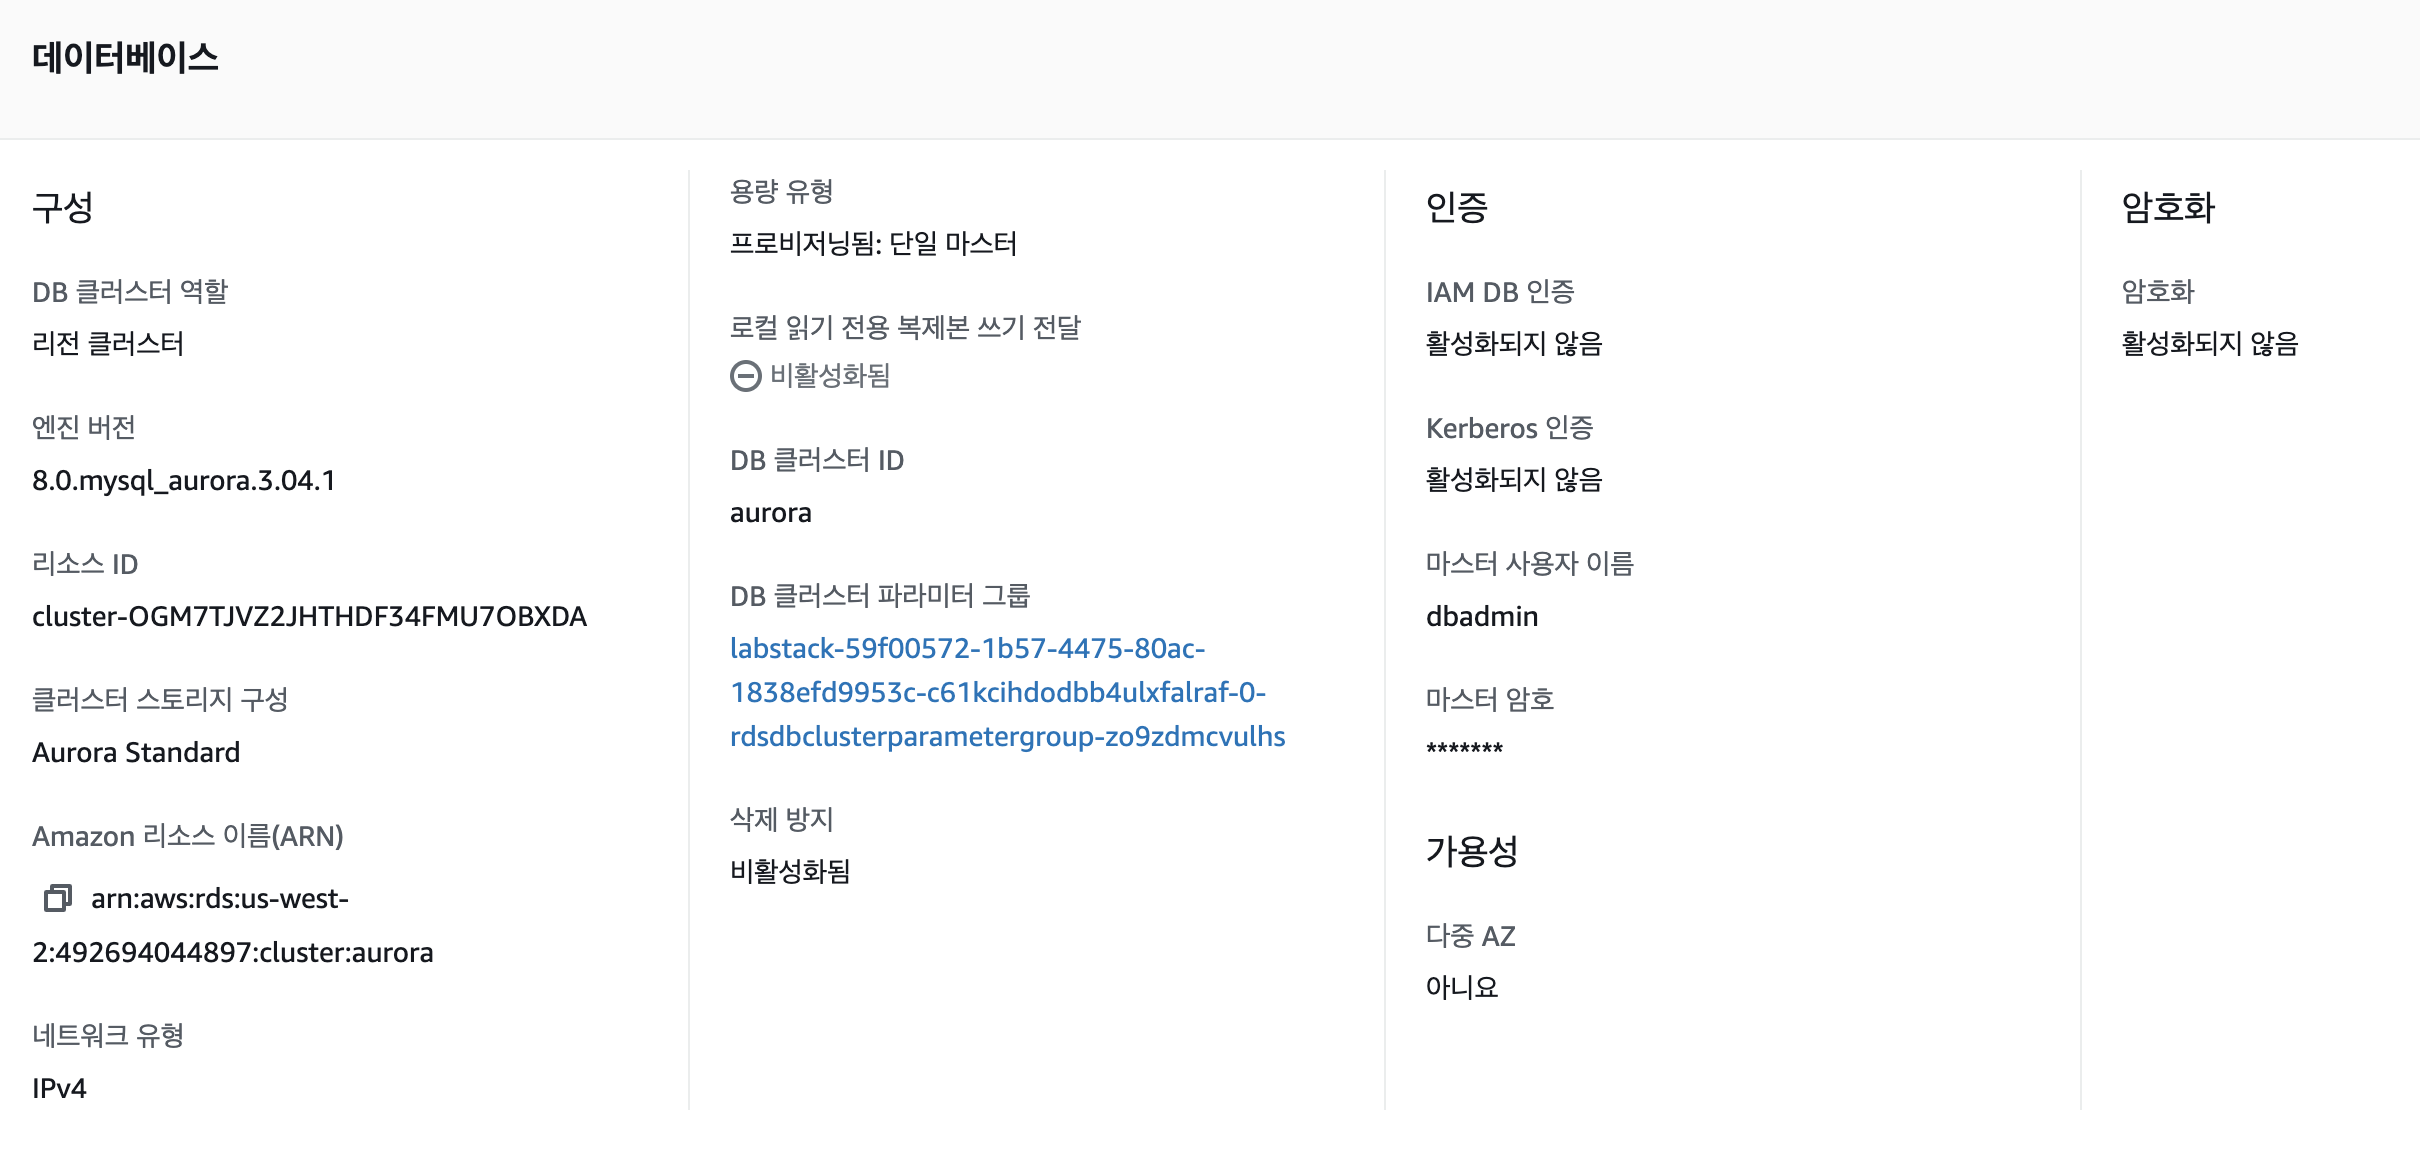 데이터베이스
구성
DB 클러스터 역할
리전 클러스터
엔진 버전
8.0.mysql_aurora.3.04.1
리소스 ID
cluster-OGM7TJVZ2JHTHDF34FMU7OBXDA
클러스터 스토리지 구성
Aurora Standard
Amazon 리소스 이름(ARN)
arn:aws:rds:us-west-
2:492694044897:cluster:aurora
네트워크 유형
IPv4
용량 유형
프로비저닝됨: 단일 마스터
로컬 읽기 전용 복제본 쓰기 전달
비활성화됨
DB 클러스터 ID
aurora
DB 클러스터 파라미터 그룹
labstack-59f00572-1b57-4475-80ac-
1838efd9953c-c61kcihdodbb4ulxfalraf-0-
rdsdbclusterparametergroup-zo9zdmcvulhs
삭제 방지
비활성화됨
인증
IAM DB 인증
활성화되지 않음
Kerberos 인증
활성화되지 않음
마스터 사용자 이름
dbadmin
마스터 암호
*******
가용성
다중 AZ
아니요
암호화
암호화
활성화되지 않음